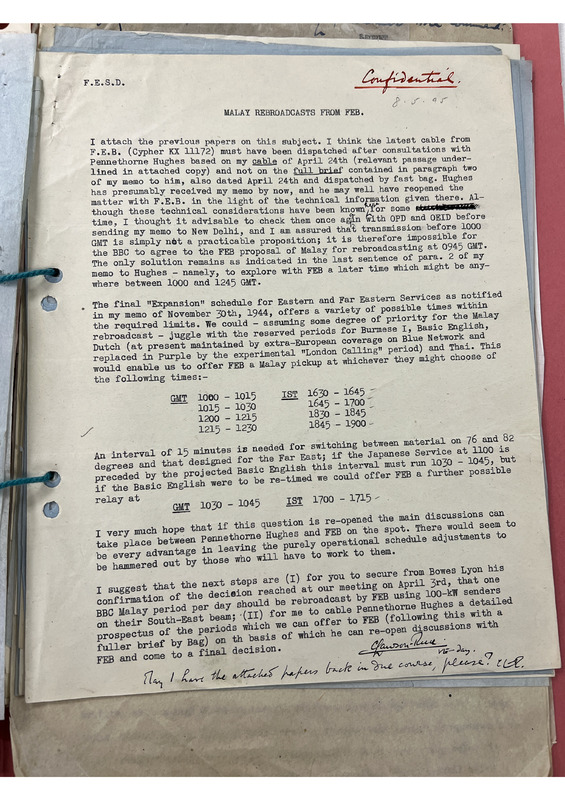 F.E.S.D.
Confidential.
8.5.45
MALAY REBROADCASTS FROM FEB.
I attach the previous papers on this subject. I think the latest cable from
F.E.B. (Cypher KX 11172) must have been dispatched after consultations with
Pennethorne Hughes based on my cable of April 24th (relevant passage under-
lined in attached copy) and not on the full brief contained in paragraph two
of my memo to him, also dated April 24th and dispatched by fast bag. Hughes
has presumably received my memo by now, and he may well have reopened the
matter with F.E.B. in the light of the technical information given there. Al-
though these technical considerations have been known for some
time, I thought it advisable to check them once again with OPD and OEID before
sending my memo to New Delhi, and I am assured that transmission before 1000
GMT is simply not a practicable proposition; it is therefore impossible for
the BBC to agree to the FEB proposal of Malay for rebroadcasting at 0945 GMT.
The only solution remains as indicated in the last sentence of para. 2 of my
memo to Hughes - namely, to explore with FEB a later time which might be any-
where between 1000 and 1245 GMT.
The final "Expansion" schedule for Eastern and Far Eastern Services as notified
in my memo of November 30th, 1944, offers a variety of possible times within
the required limits. We could - assuming some degree of priority for the Malay
rebroadcast - juggle with the reserved periods for Burmese I, Basic English,
Dutch (at present maintained by extra-European coverage on Blue Network and
replaced in Purple by the experimental "London Calling" period) and Thai. This
would enable us to offer FEB a Malay pickup at whichever they might choose of
the following times:-
GMT 1000 - 1015 IST 1630 - 1645
1015 - 1030 1645 - 1700
1200 - 1215 1830 - 1845
1215 - 1230 1845 - 1900
An interval of 15 minutes is needed for switching between material on 76 and 82
degrees and that designed for the Far East; if the Japanese Service at 1100 is
preceded by the projected Basic English this interval must run 1030 - 1045, but
if the Basic English were to be re-timed we could offer FEB a further possible
relay at
GMT 1030 - 1045 IST 1700 - 1715
I very much hope that if this question is re-opened the main discussions can
take place between Pennethorne Hughes and FEB on the spot. There would seem to
be every advantage in leaving the purely operational schedule adjustments to
be hammered out by those who will have to work to them.
I suggest that the next steps are (I) for you to secure from Bowes Lyon his
confirmation of the decision reached at our meeting on April 3rd, that one
BBC Malay period per day should be rebroadcast by FEB using 100-kW senders
on their South-East beam; (II) for me to cable Pennethorne Hughes a detailed
prospectus of the periods which we can offer to FEB (following this with a
fuller brief by Bag) on th basis of which he can re-open discussions with
FEB and come to a final decision.
VE-day.
May I have the attached papers back in due course, please?